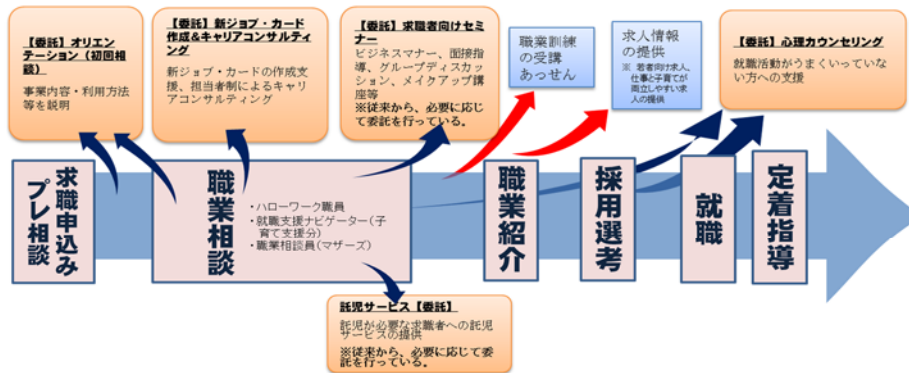 【委託】オリエン
テーション（初回相
談）
事業内容・利用方法
等を説明
【委託】新ジョブ・カード
作成&キャリアコンサルティ
ング
新ジョブ・カードの作成支
援、担当者制によるキャリ
アコンサルティング
【委託】求職者向けセミ
ナー
ビジネスマナー、面接指
導、グループディスカッ
ション、メイクアップ講
座等
※従来から、必要に応じ
て委託を行っている。
職業訓練
の受講
あっせん
求人情報
の提供
※ 若者向け求人、
仕事と子育てが
両立しやすい求
人の提供
【委託】心理カウンセリング
就職活動がうまくいってい
ない方への支援
求職申込み
プレ相談
職業相談
・ハローワーク職員
・就職支援ナビゲーター（子
育て支援分）
・職業相談員（マザーズ）
職業紹介
採用選考
就職
定着指導
託児サービス【委託】
託児が必要な求職者への託児
サービスの提供
※従来から、必要に応じて委
託を行っている。